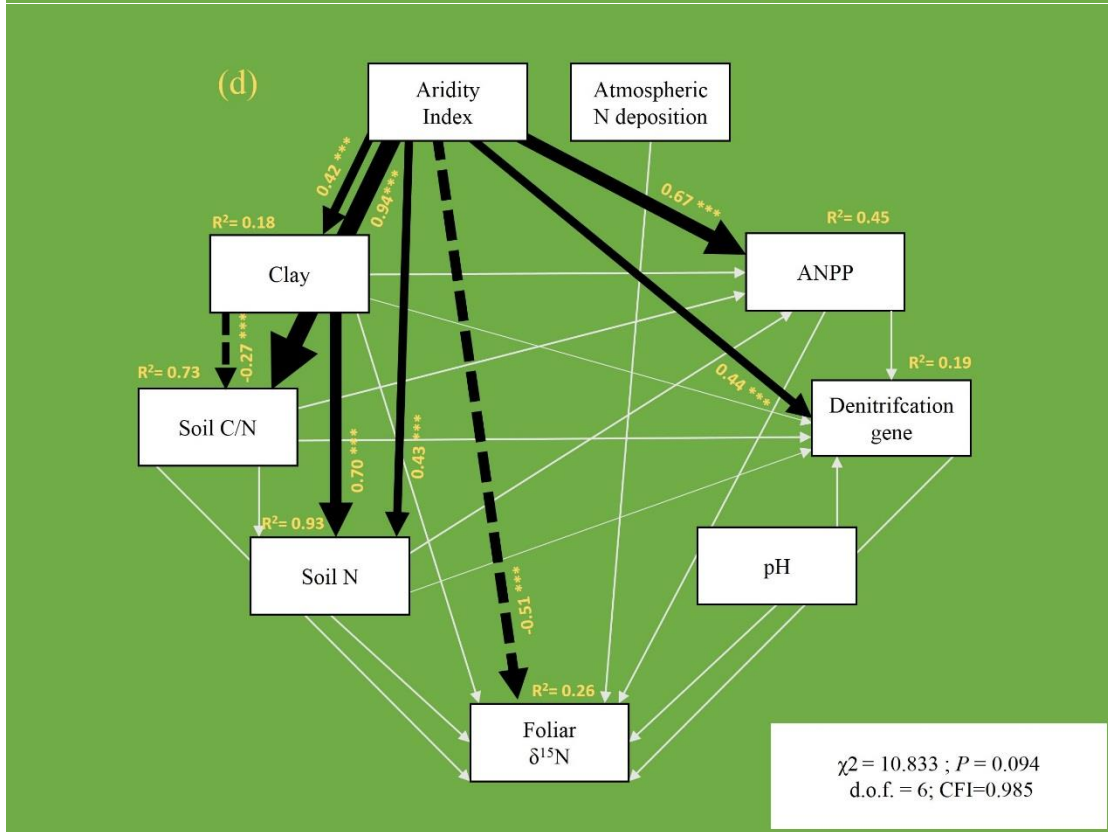 (d)
Aridity
Index
Atmospheric
N deposition
0.42 ***
0.94***
0.67 ***
R²= 0.18
R²= 0.45
Clay
ANPP
-0.27 ***
R²= 0.73
R²= 0.19
0.44 ***
Soil C/N
Denitrifcation
gene
0.70 ***
0.43 ***
R²= 0.93
Soil N
pH
-0.51 ***
R²= 0.26
Foliar
δ¹⁵N
χ2 = 10.833 ; P = 0.094
d.o.f. = 6; CFI=0.985